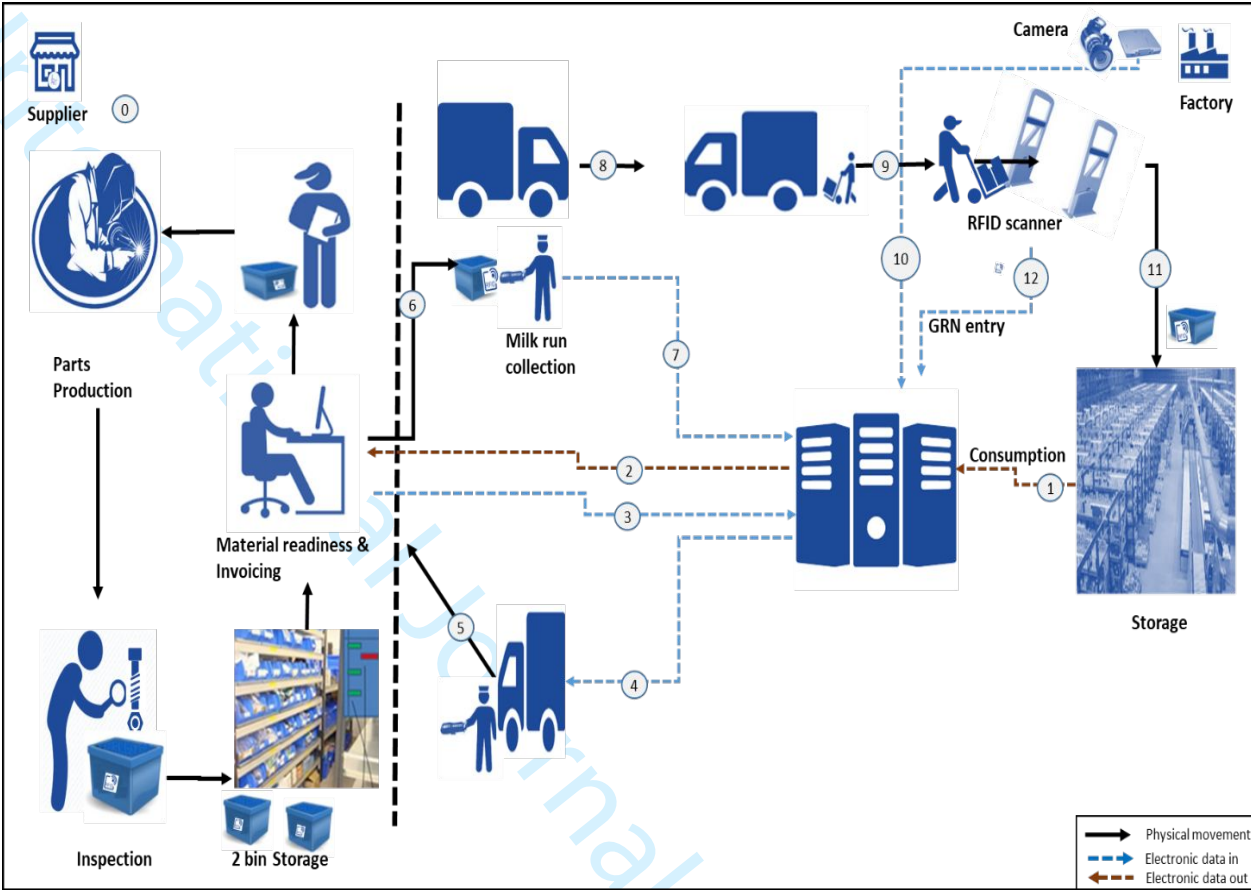 Camera
Supplier
0
Factory
8
9
RFID scanner
6
10
12
11
GRN entry
Milk run
collection
7
Parts
Production
Consumption
2
1
3
Material readiness &
Invoicing
5
Storage
4
Inspection
2 bin Storage
Physical movement
Electronic data in
Electronic data out
International Journal